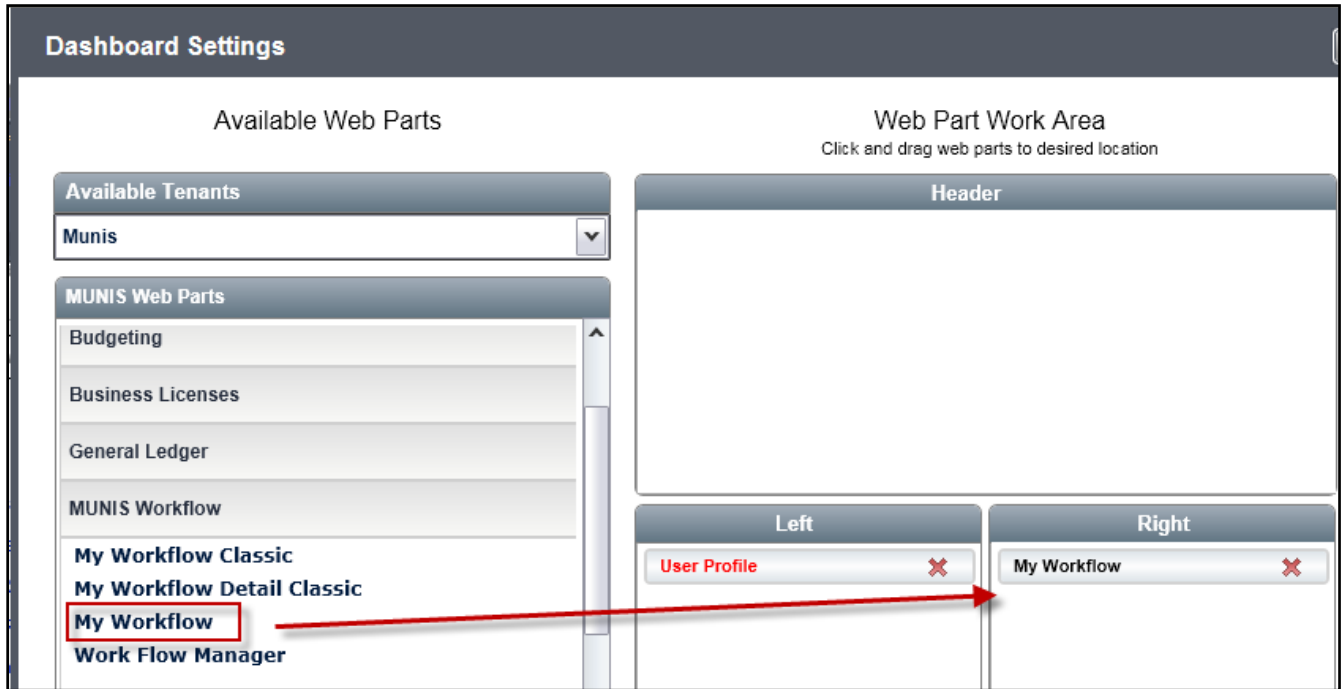 Dashboard Settings
Available Web Parts
Available Tenants
Munis
MUNIS Web Parts
Budgeting
Business Licenses
General Ledger
MUNIS Workflow
My Workflow Classic
My Workflow Detail Classic
My Workflow
Work Flow Manager
Web Part Work Area
Click and drag web parts to desired location
Header
Left
User Profile
Right
My Workflow